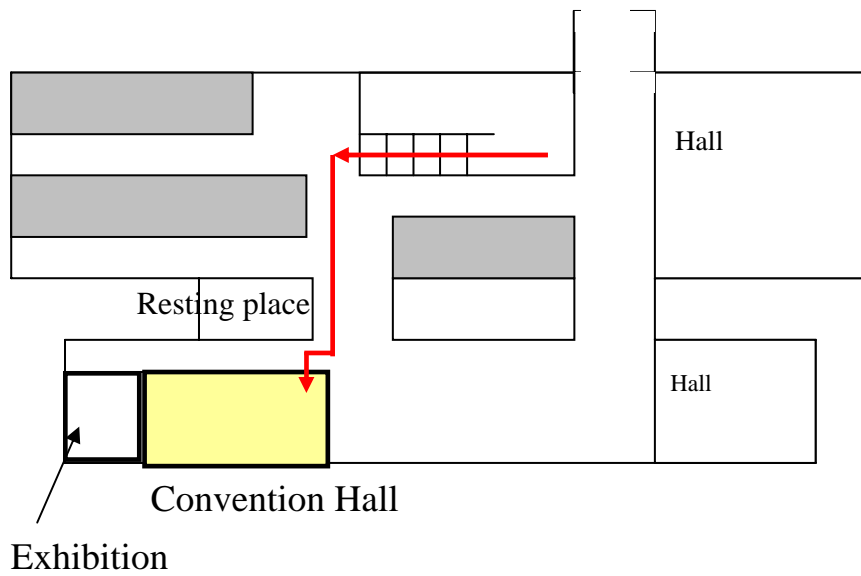 Hall
Resting place
Hall
Convention Hall
Exhibition